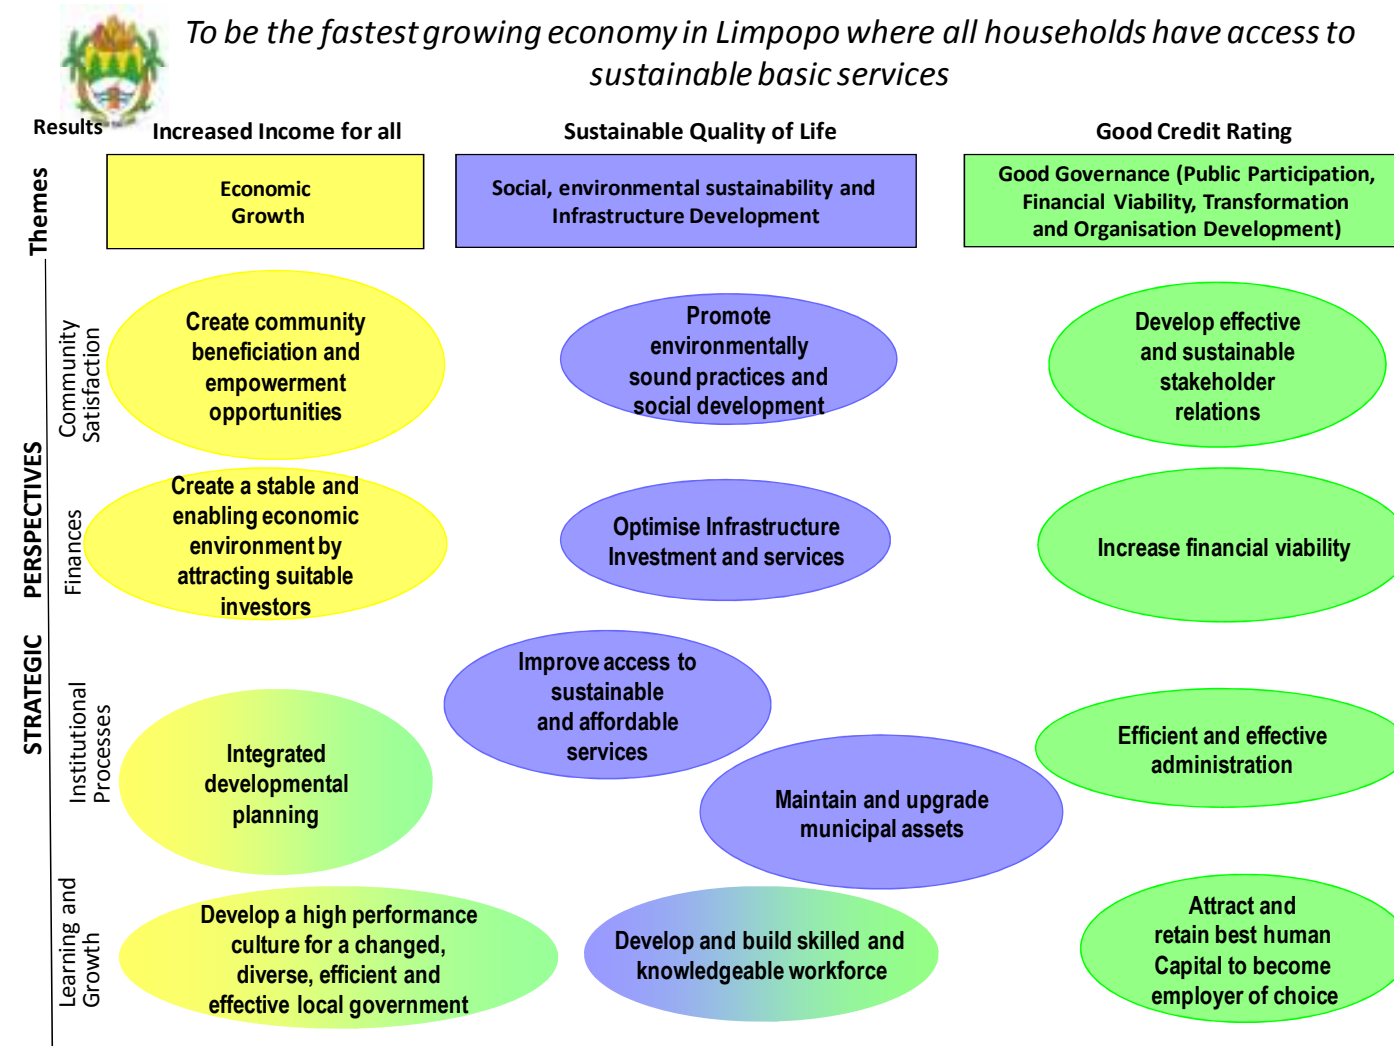 To be the fastest growing economy in Limpopo where all households have access to
sustainable basic services
Results
Increased Income for all
Sustainable Quality of Life
Good Credit Rating
Themes
Economic
Growth
Social, environmental sustainability and
Infrastructure Development
Good Governance (Public Participation,
Financial Viability, Transformation
and Organisation Development)
STRATEGIC PERSPECTIVES
Community
Satisfaction
Create community
beneficiation and
empowerment
opportunities
Promote
environmentally
sound practices and
social development
Develop effective
and sustainable
stakeholder
relations
Finances
Create a stable and
enabling economic
environment by
attracting suitable
investors
Optimise Infrastructure
Investment and services
Increase financial viability
Institutional
Processes
Integrated
developmental
planning
Improve access to
sustainable
and affordable
services
Maintain and upgrade
municipal assets
Efficient and effective
administration
Learning and
Growth
Develop a high performance
culture for a changed,
diverse, efficient and
effective local government
Develop and build skilled and
knowledgeable workforce
Attract and
retain best human
Capital to become
employer of choice